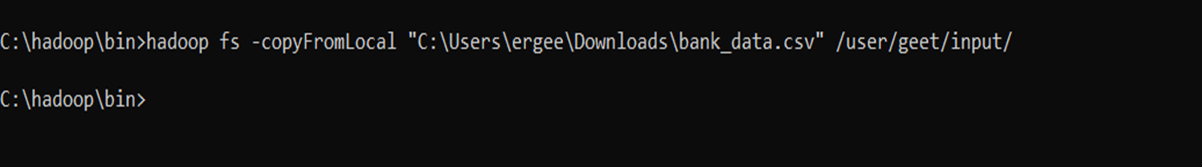 C:\hadoop\bin>hadoop fs -copyFromLocal "C:\Users\ergee\Downloads\bank_data.csv" /user/geet/input/
C:\hadoop\bin>